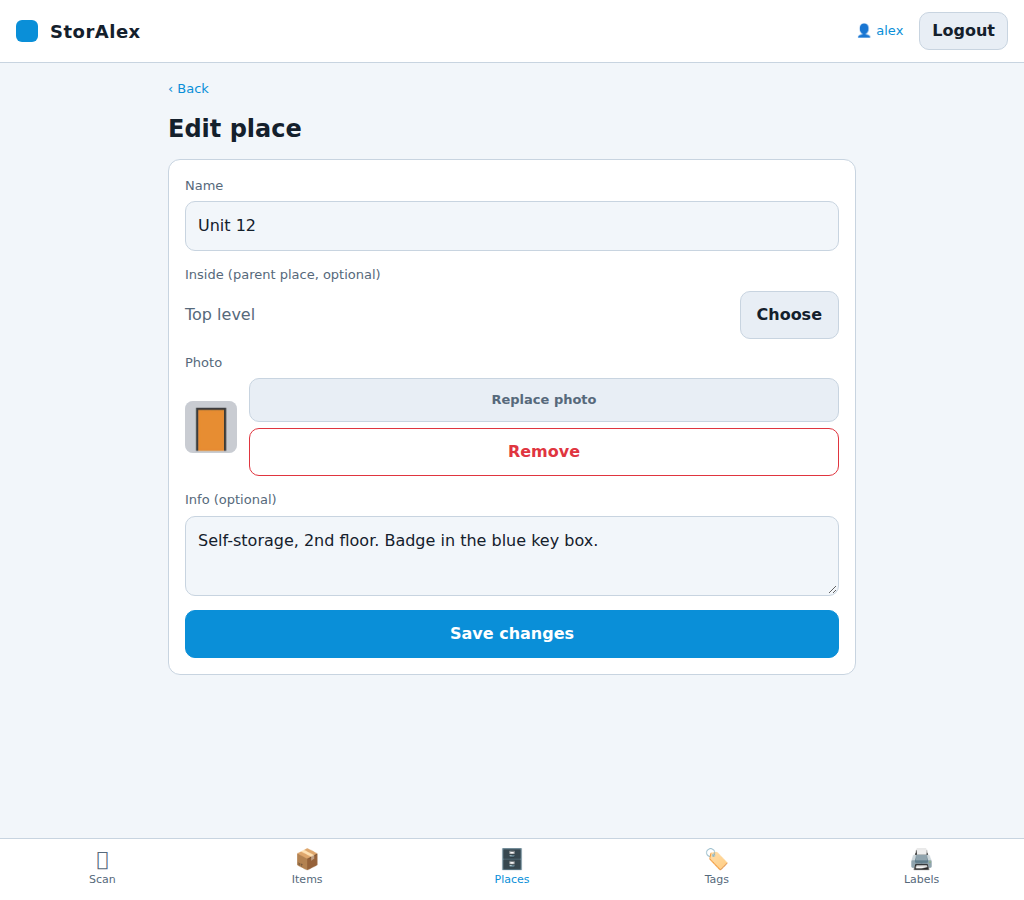 StorAlex
alex
Logout
‹ Back
Edit place
Name
Unit 12
Inside (parent place, optional)
Top level
Choose
Photo
Replace photo
Remove
Info (optional)
Self-storage, 2nd floor. Badge in the blue key box.
Save changes
Scan
Items
Places
Tags
Labels